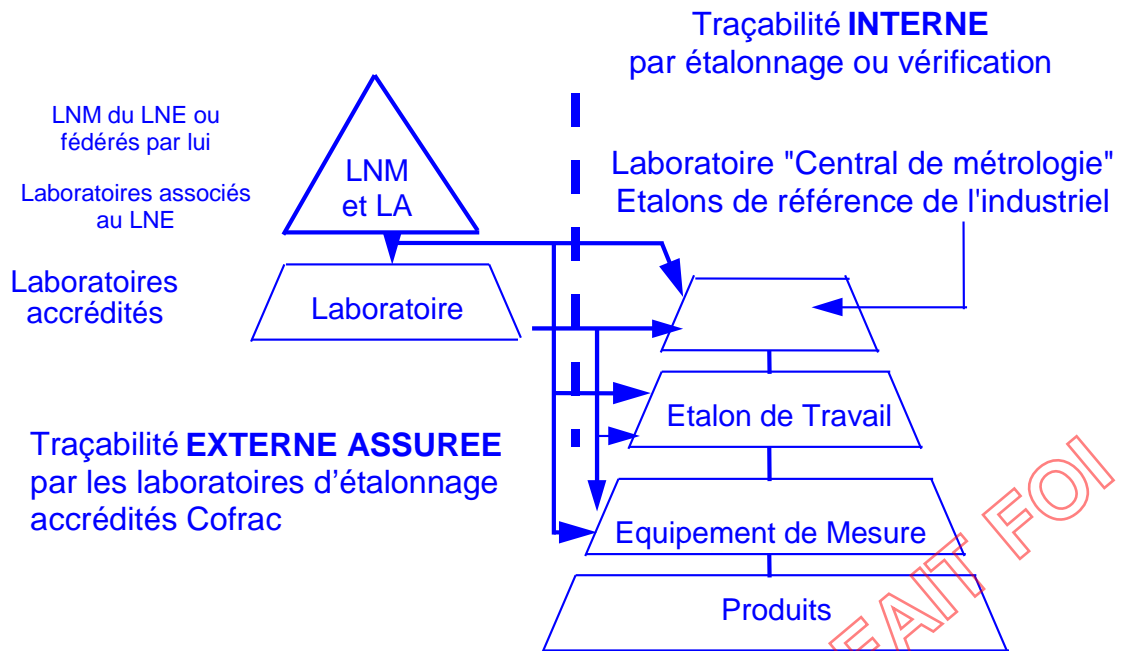 Traçabilité INTERNE
par étalonnage ou vérification
LNM du LNE ou
fédérés par lui
Laboratoires associés
au LNE
LNM
et LA
Laboratoire "Central de métrologie"
Etalons de référence de l'industriel
Laboratoires
accrédités
Laboratoire
Etalon de Travail
Traçabilité EXTERNE ASSUREE
par les laboratoires d’étalonnage
accrédités Cofrac
Equipement de Mesure
Produits
FAIT FOI